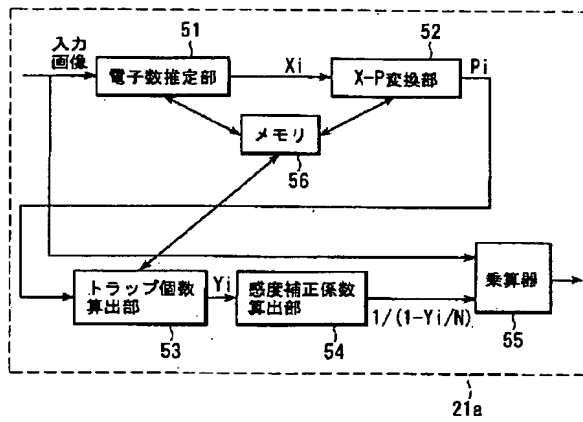 入力
画像
51
電子数推定部
Xi
52
X-P変換部
Pi
メモリ
56
トラップ個数
算出部
53
Yi
感度補正係数
算出部
54
1/(1-Yi/N)
乗算器
55
21a